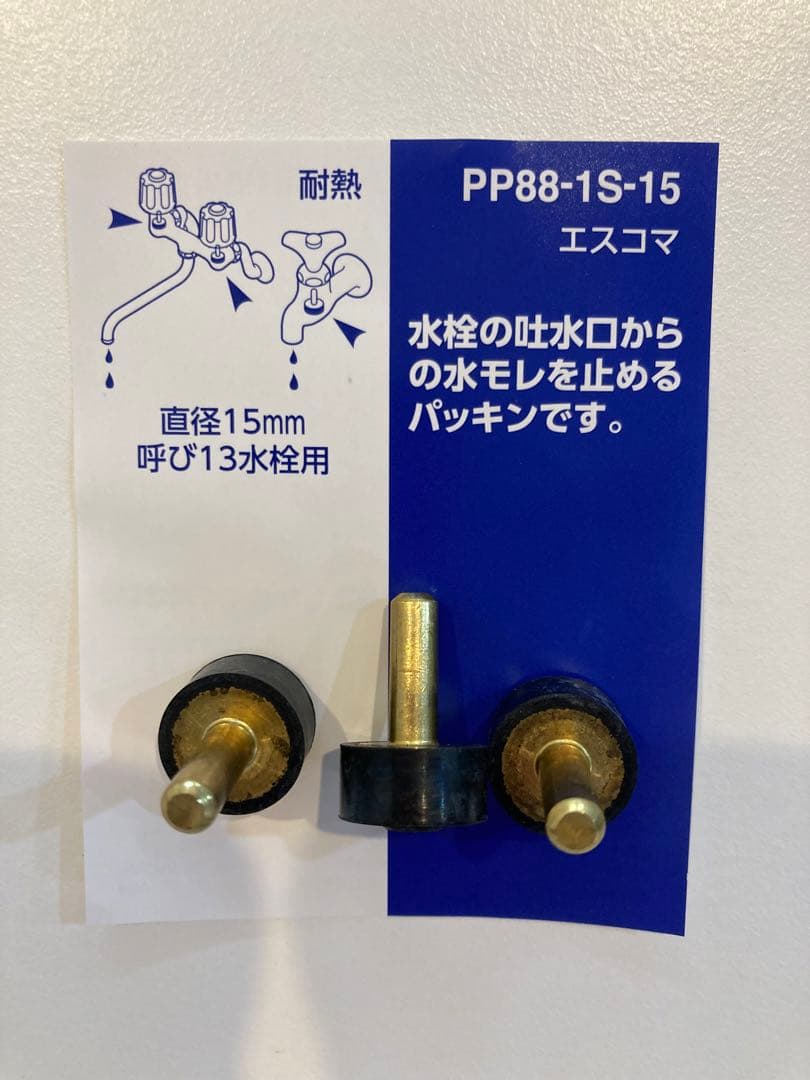 耐熱
直径15mm
呼び13水栓用
PP88-1S-15
エスコマ
水栓の吐水口から
の水モレを止める
パッキンです。